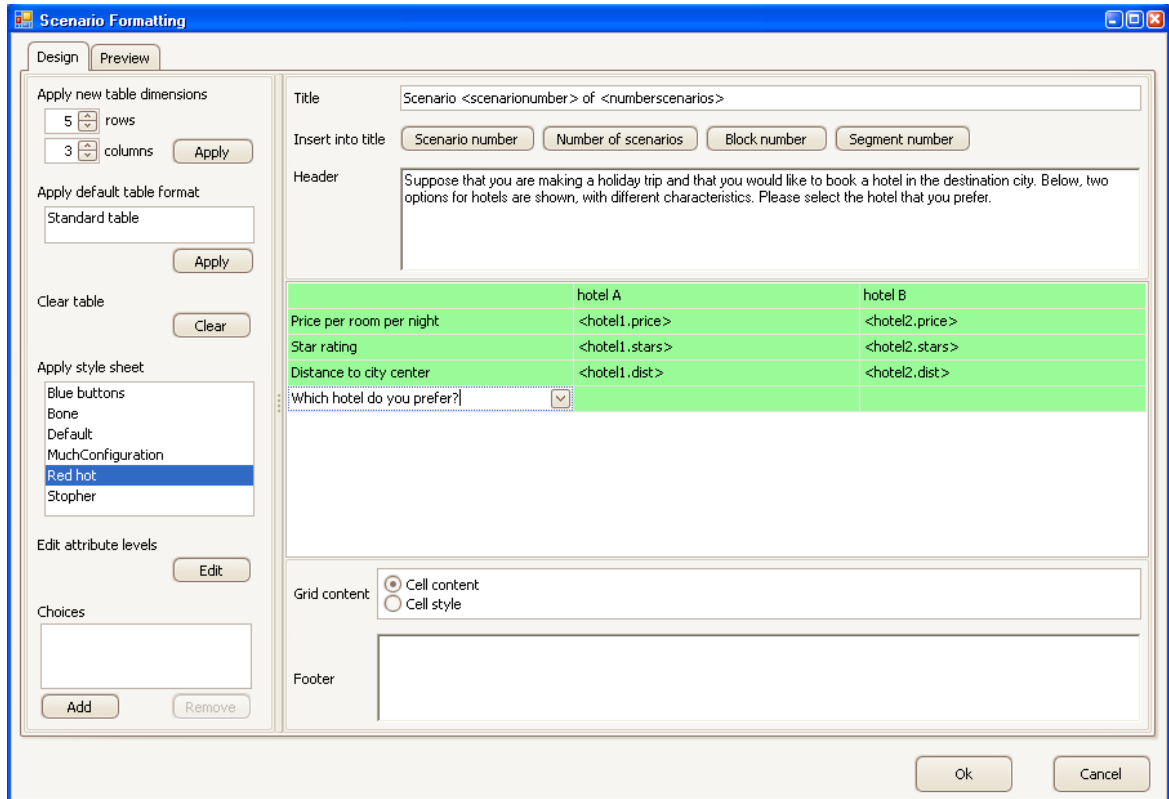 Scenario Formatting
Design Preview
Apply new table dimensions
5 rows
3 columns Apply
Apply default table format
Standard table
Apply
Clear table
Clear
Apply style sheet
Blue buttons
Bone
Default
MuchConfiguration
Red hot
Stopher
Edit attribute levels
Edit
Choices
Add Remove
Title Scenario <scenarionumber> of <numberscenarios>
Insert into title Scenario number Number of scenarios Block number Segment number
Header Suppose that you are making a holiday trip and that you would like to book a hotel in the destination city. Below, two
options for hotels are shown, with different characteristics. Please select the hotel that you prefer.
hotel A hotel B
Price per room per night <hotel1.price> <hotel2.price>
Star rating <hotel1.stars> <hotel2.stars>
Distance to city center <hotel1.dist> <hotel2.dist>
Which hotel do you prefer?
Grid content Cell content
Cell style
Footer
Ok Cancel